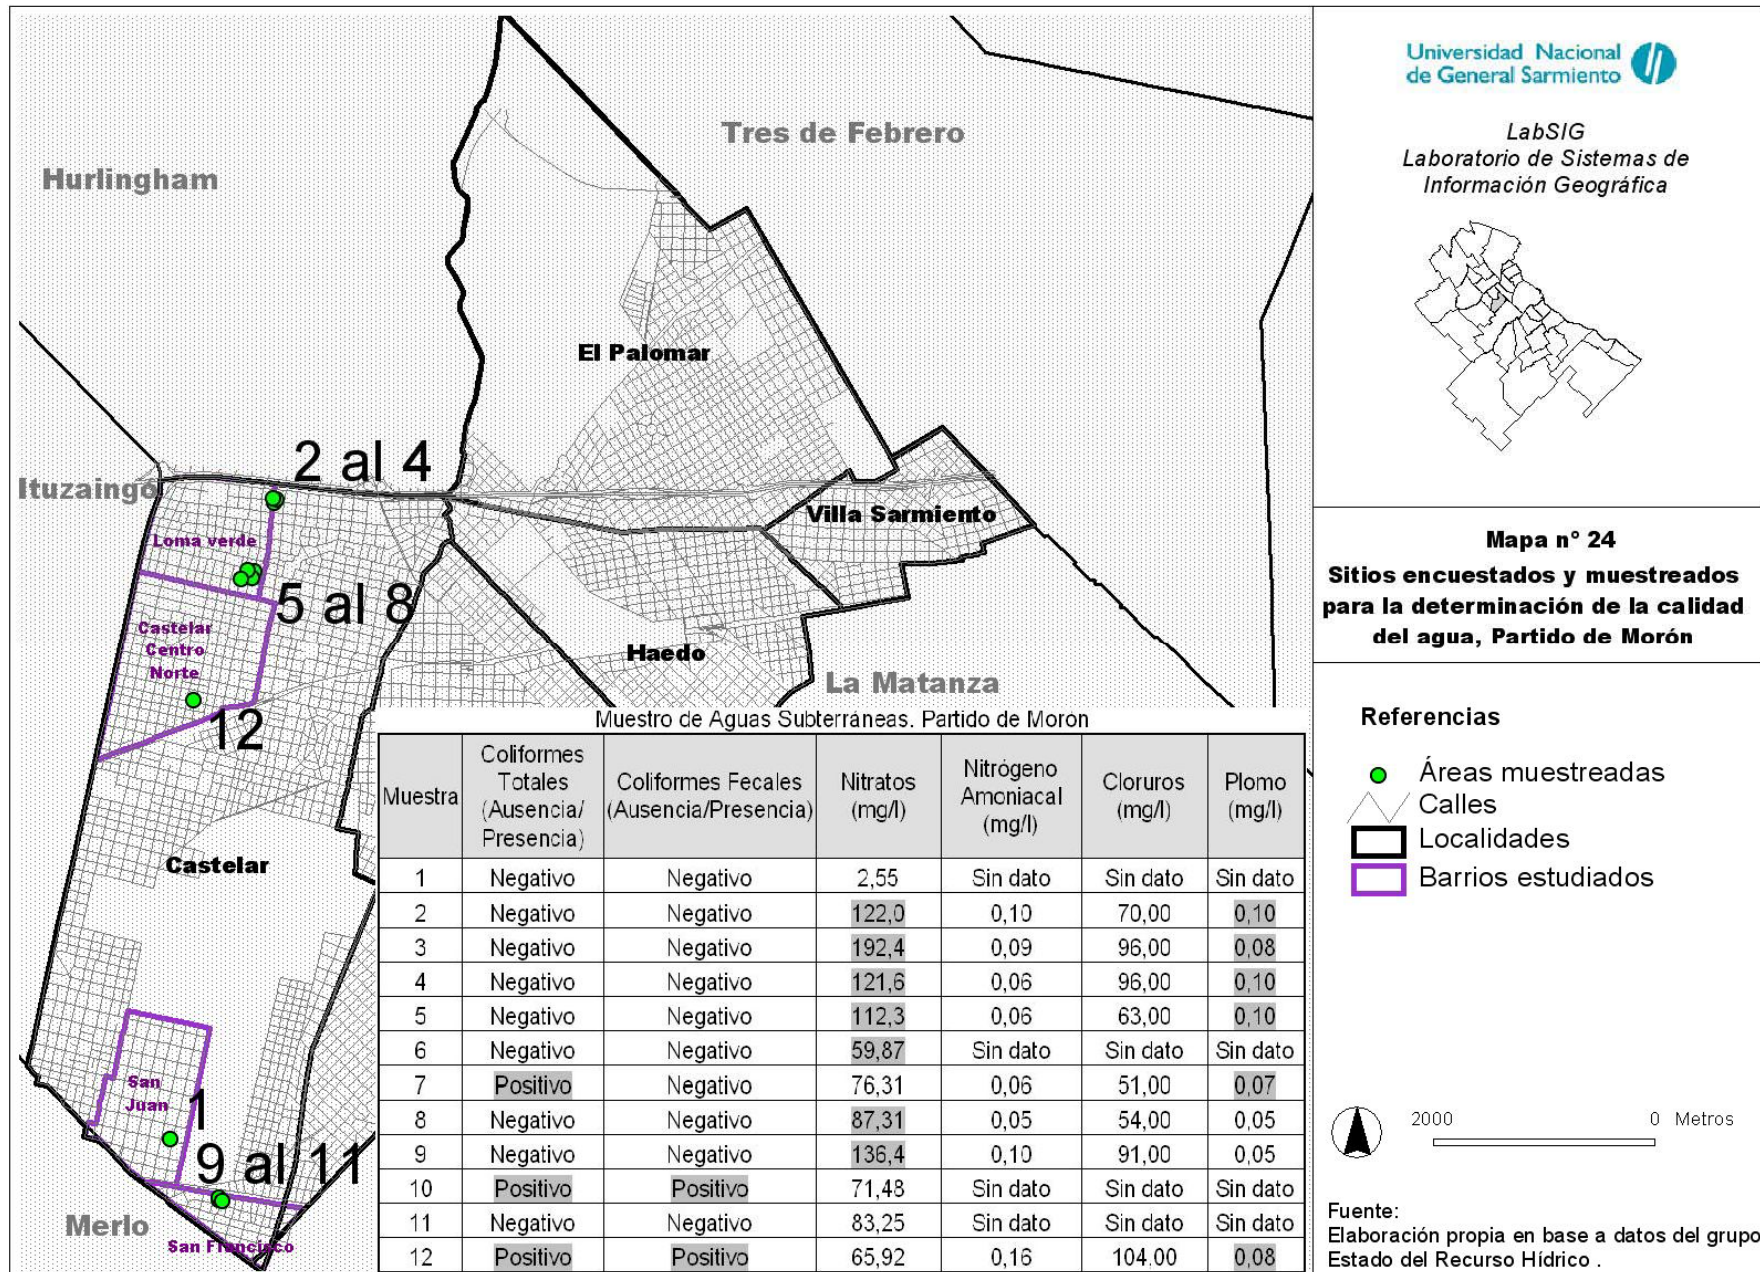 Hurlingham
Tres de Febrero
El Palomar
2 al 4
Ituzaingó
Villa Sarmiento
Loma verde
5 al 8
Castelar
Centro
Norte
Haedo
La Matanza
12
Castelar
San
Juan
1
9 al 11
Merlo
San Francisco
Muestro de Aguas Subterráneas. Partido de Morón
Muestra | Coliformes Totales (Ausencia/ Presencia) | Coliformes Fecales (Ausencia/Presencia) | Nitratos (mg/l) | Nitrógeno Amoniacal (mg/l) | Cloruros (mg/l) | Plomo (mg/l)
1 Negativo Negativo 2,55 Sin dato Sin dato Sin dato
2 Negativo Negativo 122,0 0,10 70,00 0,10
3 Negativo Negativo 192,4 0,09 96,00 0,08
4 Negativo Negativo 121,6 0,06 96,00 0,10
5 Negativo Negativo 112,3 0,06 63,00 0,10
6 Negativo Negativo 59,87 Sin dato Sin dato Sin dato
7 Positivo Negativo 76,31 0,06 51,00 0,07
8 Negativo Negativo 87,31 0,05 54,00 0,05
9 Negativo Negativo 136,4 0,10 91,00 0,05
10 Positivo Positivo 71,48 Sin dato Sin dato Sin dato
11 Negativo Negativo 83,25 Sin dato Sin dato Sin dato
12 Positivo Positivo 65,92 0,16 104,00 0,08
Universidad Nacional
de General Sarmiento
LabSIG
Laboratorio de Sistemas de
Información Geográfica
Mapa n° 24
Sitios encuestados y muestreados
para la determinación de la calidad
del agua, Partido de Morón
Referencias
Áreas muestreadas
Calles
Localidades
Barrios estudiados
2000 0 Metros
Fuente:
Elaboración propia en base a datos del grupo
Estado del Recurso Hídrico .